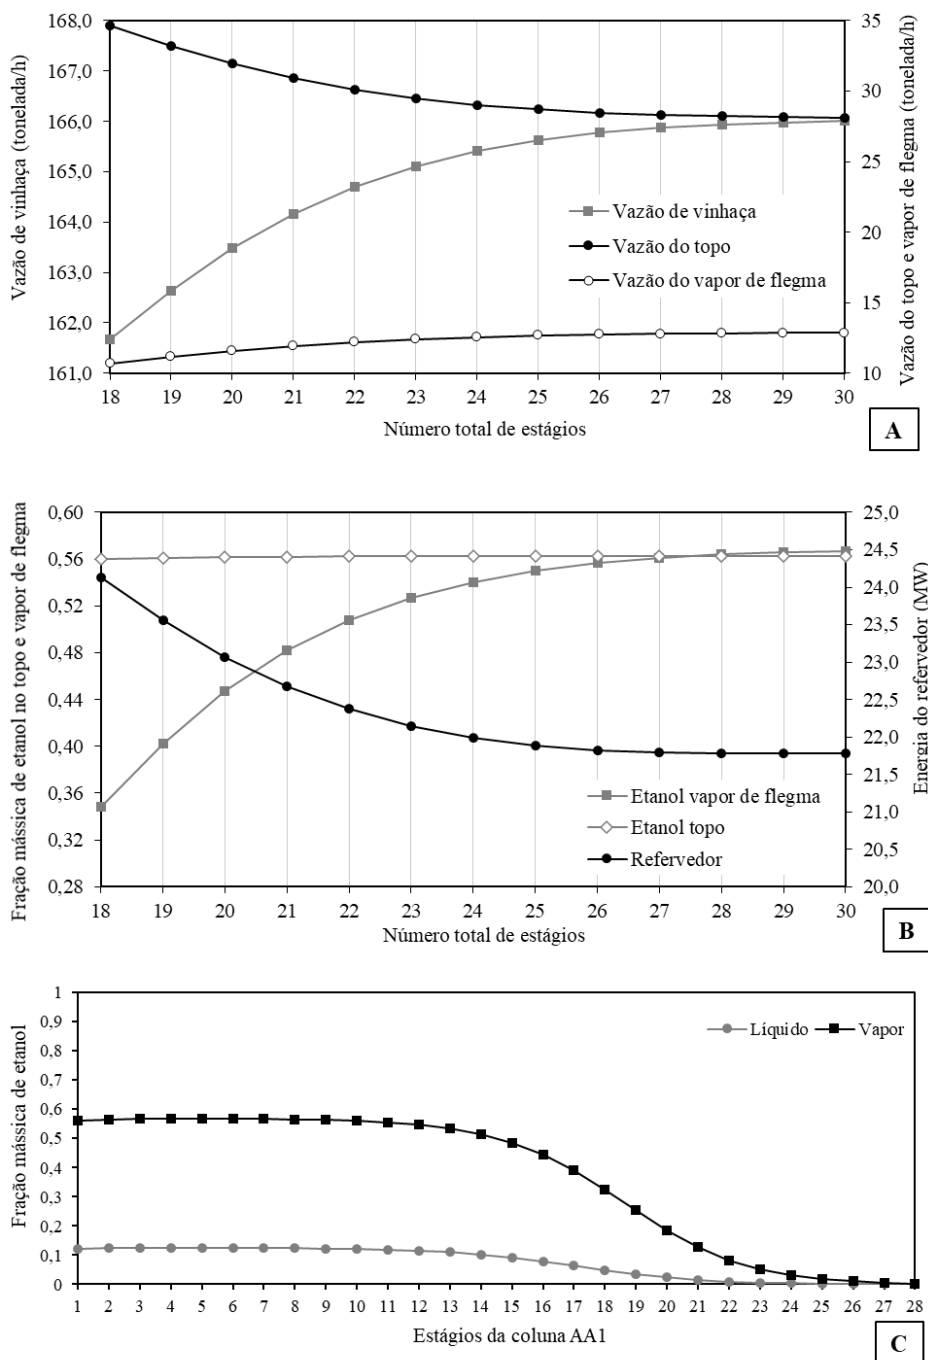 168,0
167,0
166,0
165,0
164,0
163,0
162,0
161,0
Vazão de vinhaça (tonelada/h)
35
30
25
20
15
10
Vazão do topo e vapor de flegma (tonelada/h)
Vazão de vinhaça
Vazão do topo
Vazão do vapor de flegma
18 19 20 21 22 23 24 25 26 27 28 29 30
Número total de estágios
A
0,60
0,56
0,52
0,48
0,44
0,40
0,36
0,32
0,28
Fração mássica de etanol no topo e vapor de flegma
25,0
24,5
24,0
23,5
23,0
22,5
22,0
21,5
21,0
20,5
20,0
Energia do refervedor (MW)
Etanol vapor de flegma
Etanol topo
Refervedor
18 19 20 21 22 23 24 25 26 27 28 29 30
Número total de estágios
B
1
0,9
0,8
0,7
0,6
0,5
0,4
0,3
0,2
0,1
0
Fração mássica de etanol
Líquido Vapor
1 2 3 4 5 6 7 8 9 10 11 12 13 14 15 16 17 18 19 20 21 22 23 24 25 26 27 28
Estágios da coluna AA1
C